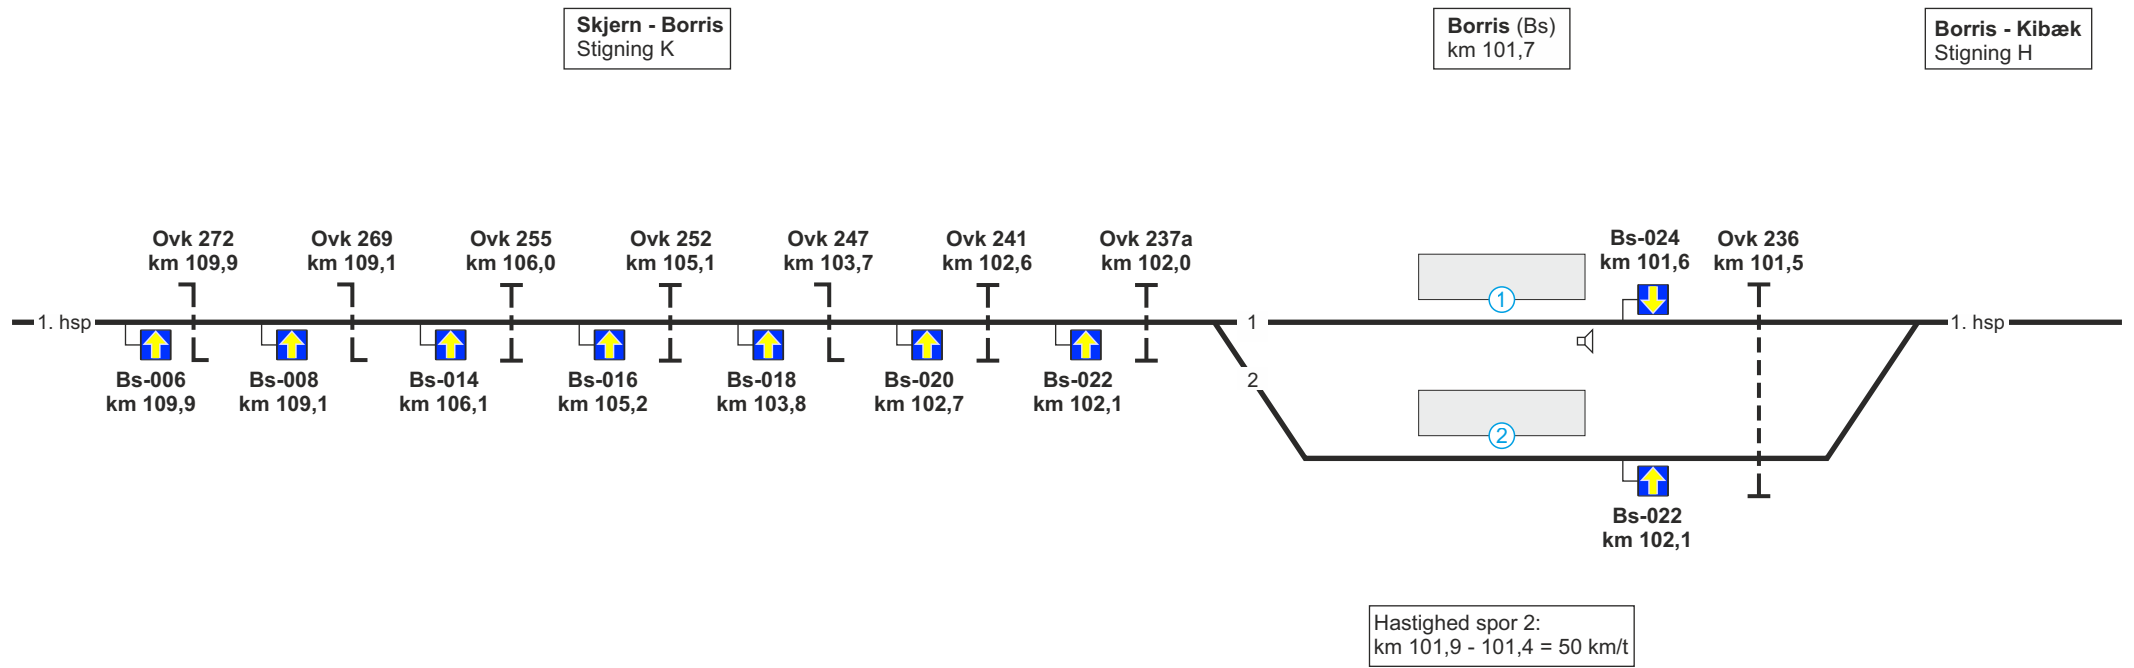 Skjern - Borris
Stigning K
Borris (Bs)
km 101,7
Borris - Kibæk
Stigning H
Ovk 272
km 109,9
Ovk 269
km 109,1
Ovk 255
km 106,0
Ovk 252
km 105,1
Ovk 247
km 103,7
Ovk 241
km 102,6
Ovk 237a
km 102,0
Bs-024
km 101,6
Ovk 236
km 101,5
1. hsp
1
1
1. hsp
Bs-006
km 109,9
Bs-008
km 109,1
Bs-014
km 106,1
Bs-016
km 105,2
Bs-018
km 103,8
Bs-020
km 102,7
Bs-022
km 102,1
2
2
Bs-022
km 102,1
Hastighed spor 2:
km 101,9 - 101,4 = 50 km/t